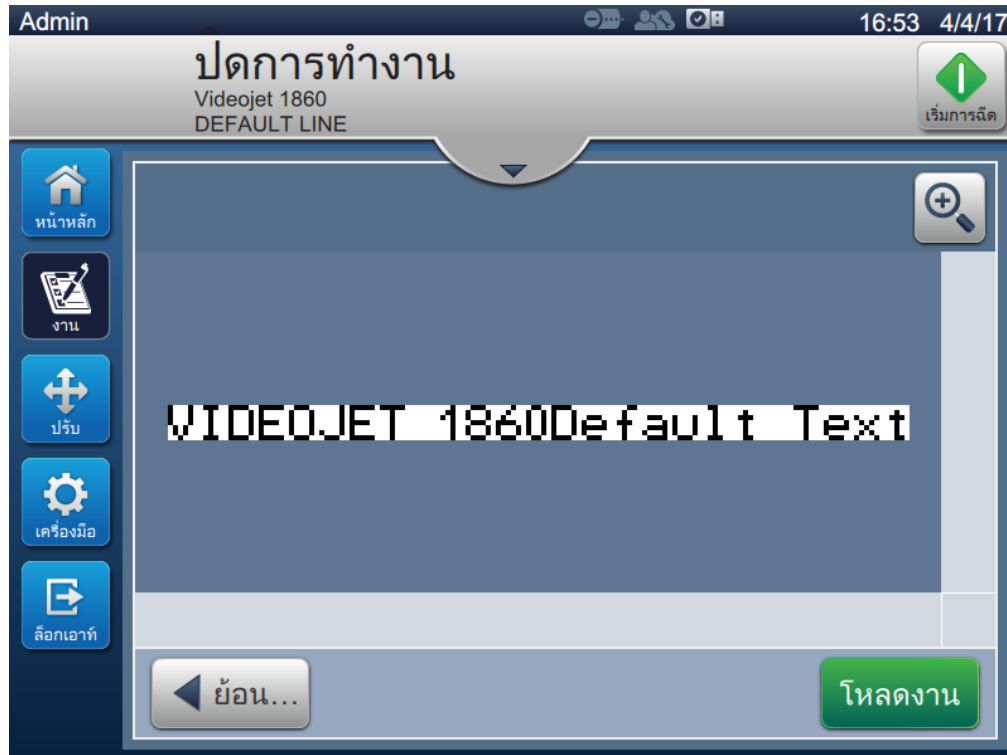 Admin
16:53 4/4/17
ปิดการทำงาน
Videojet 1860
DEFAULT LINE
เริ่มการฉีด
หน้าหลัก
งาน
ปรับ
เครื่องมือ
ล็อกเอาท์
VIDEOJET 1860Default Text
ย้อน...
โหลดงาน